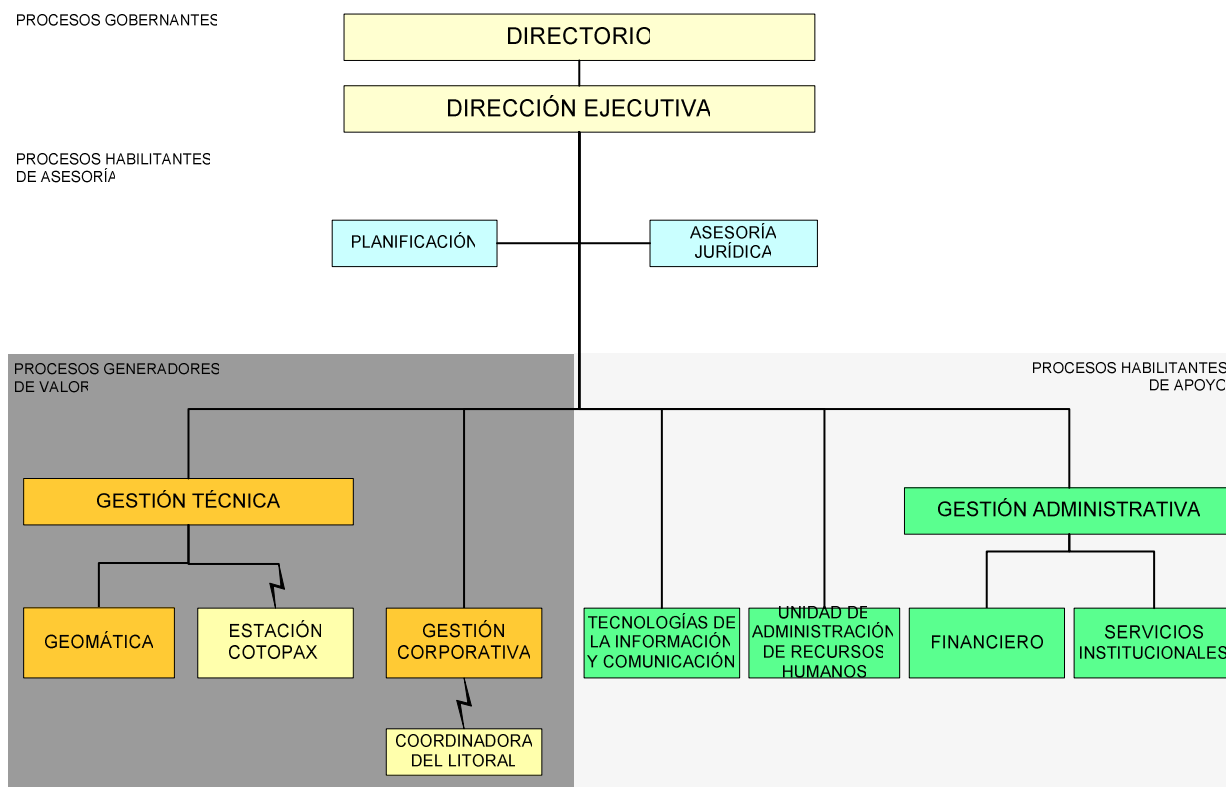 PROCESOS GOBERNANTES
DIRECTORIO
DIRECCIÓN EJECUTIVA
PROCESOS HABILITANTES
DE ASESORÍA
PLANIFICACIÓN
ASESORÍA
JURÍDICA
PROCESOS GENERADORES
DE VALOR
PROCESOS HABILITANTES
DE APOYO
GESTIÓN TÉCNICA
GESTIÓN ADMINISTRATIVA
GEOMÁTICA
ESTACIÓN
COTOPAX
GESTIÓN
CORPORATIVA
TECNOLOGÍAS DE
LA INFORMACIÓN
Y COMUNICACIÓN
UNIDAD DE
ADMINISTRACIÓN
DE RECURSOS
HUMANOS
FINANCIERO
SERVICIOS
INSTITUCIONALES
COORDINADORA
DEL LITORAL